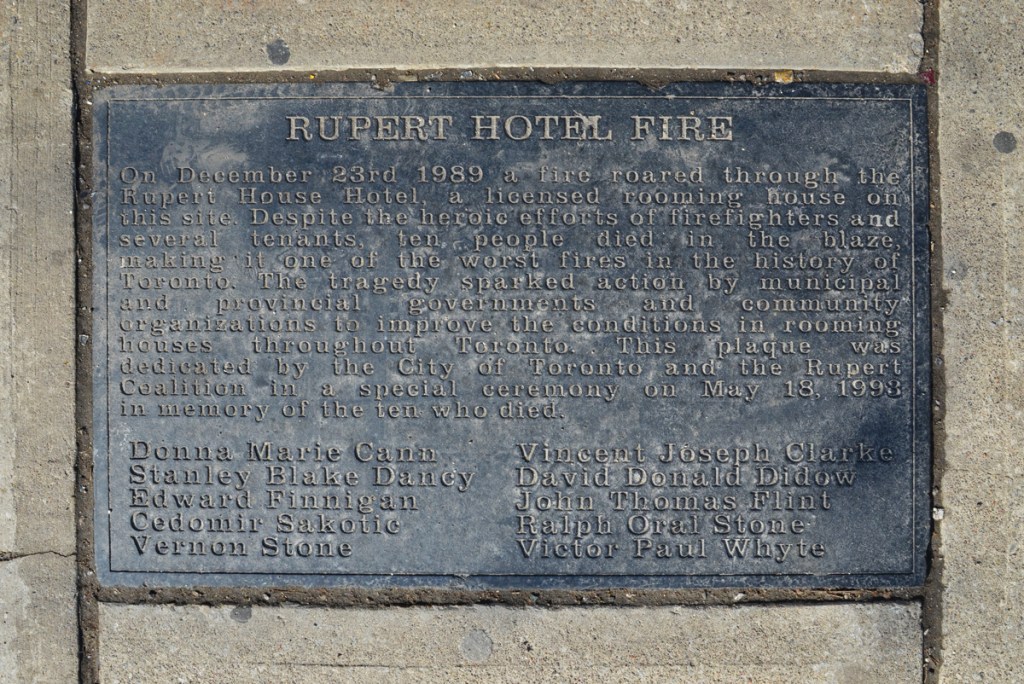 RUPERT HOTEL FIRE
On December 23rd 1989 a fire roared through the
Rupert House Hotel, a licensed rooming house on
this site. Despite the heroic efforts of firefighters and
several tenants, ten people died in the blaze,
making it one of the worst fires in the history of
Toronto. The tragedy sparked action by municipal
and provincial governments and community
organizations to improve the conditions in rooming
houses throughout Toronto. This plaque was
dedicated by the City of Toronto and the Rupert
Coalition in a special ceremony on May 18, 1993
in memory of the ten who died.
Donna Marie Cann
Stanley Blake Dancy
Edward Finnigan
Cedomir Sakotic
Vernon Stone
Vincent Joseph Clarke
David Donald Didow
John Thomas Flint
Ralph Oral Stone
Victor Paul Whyte